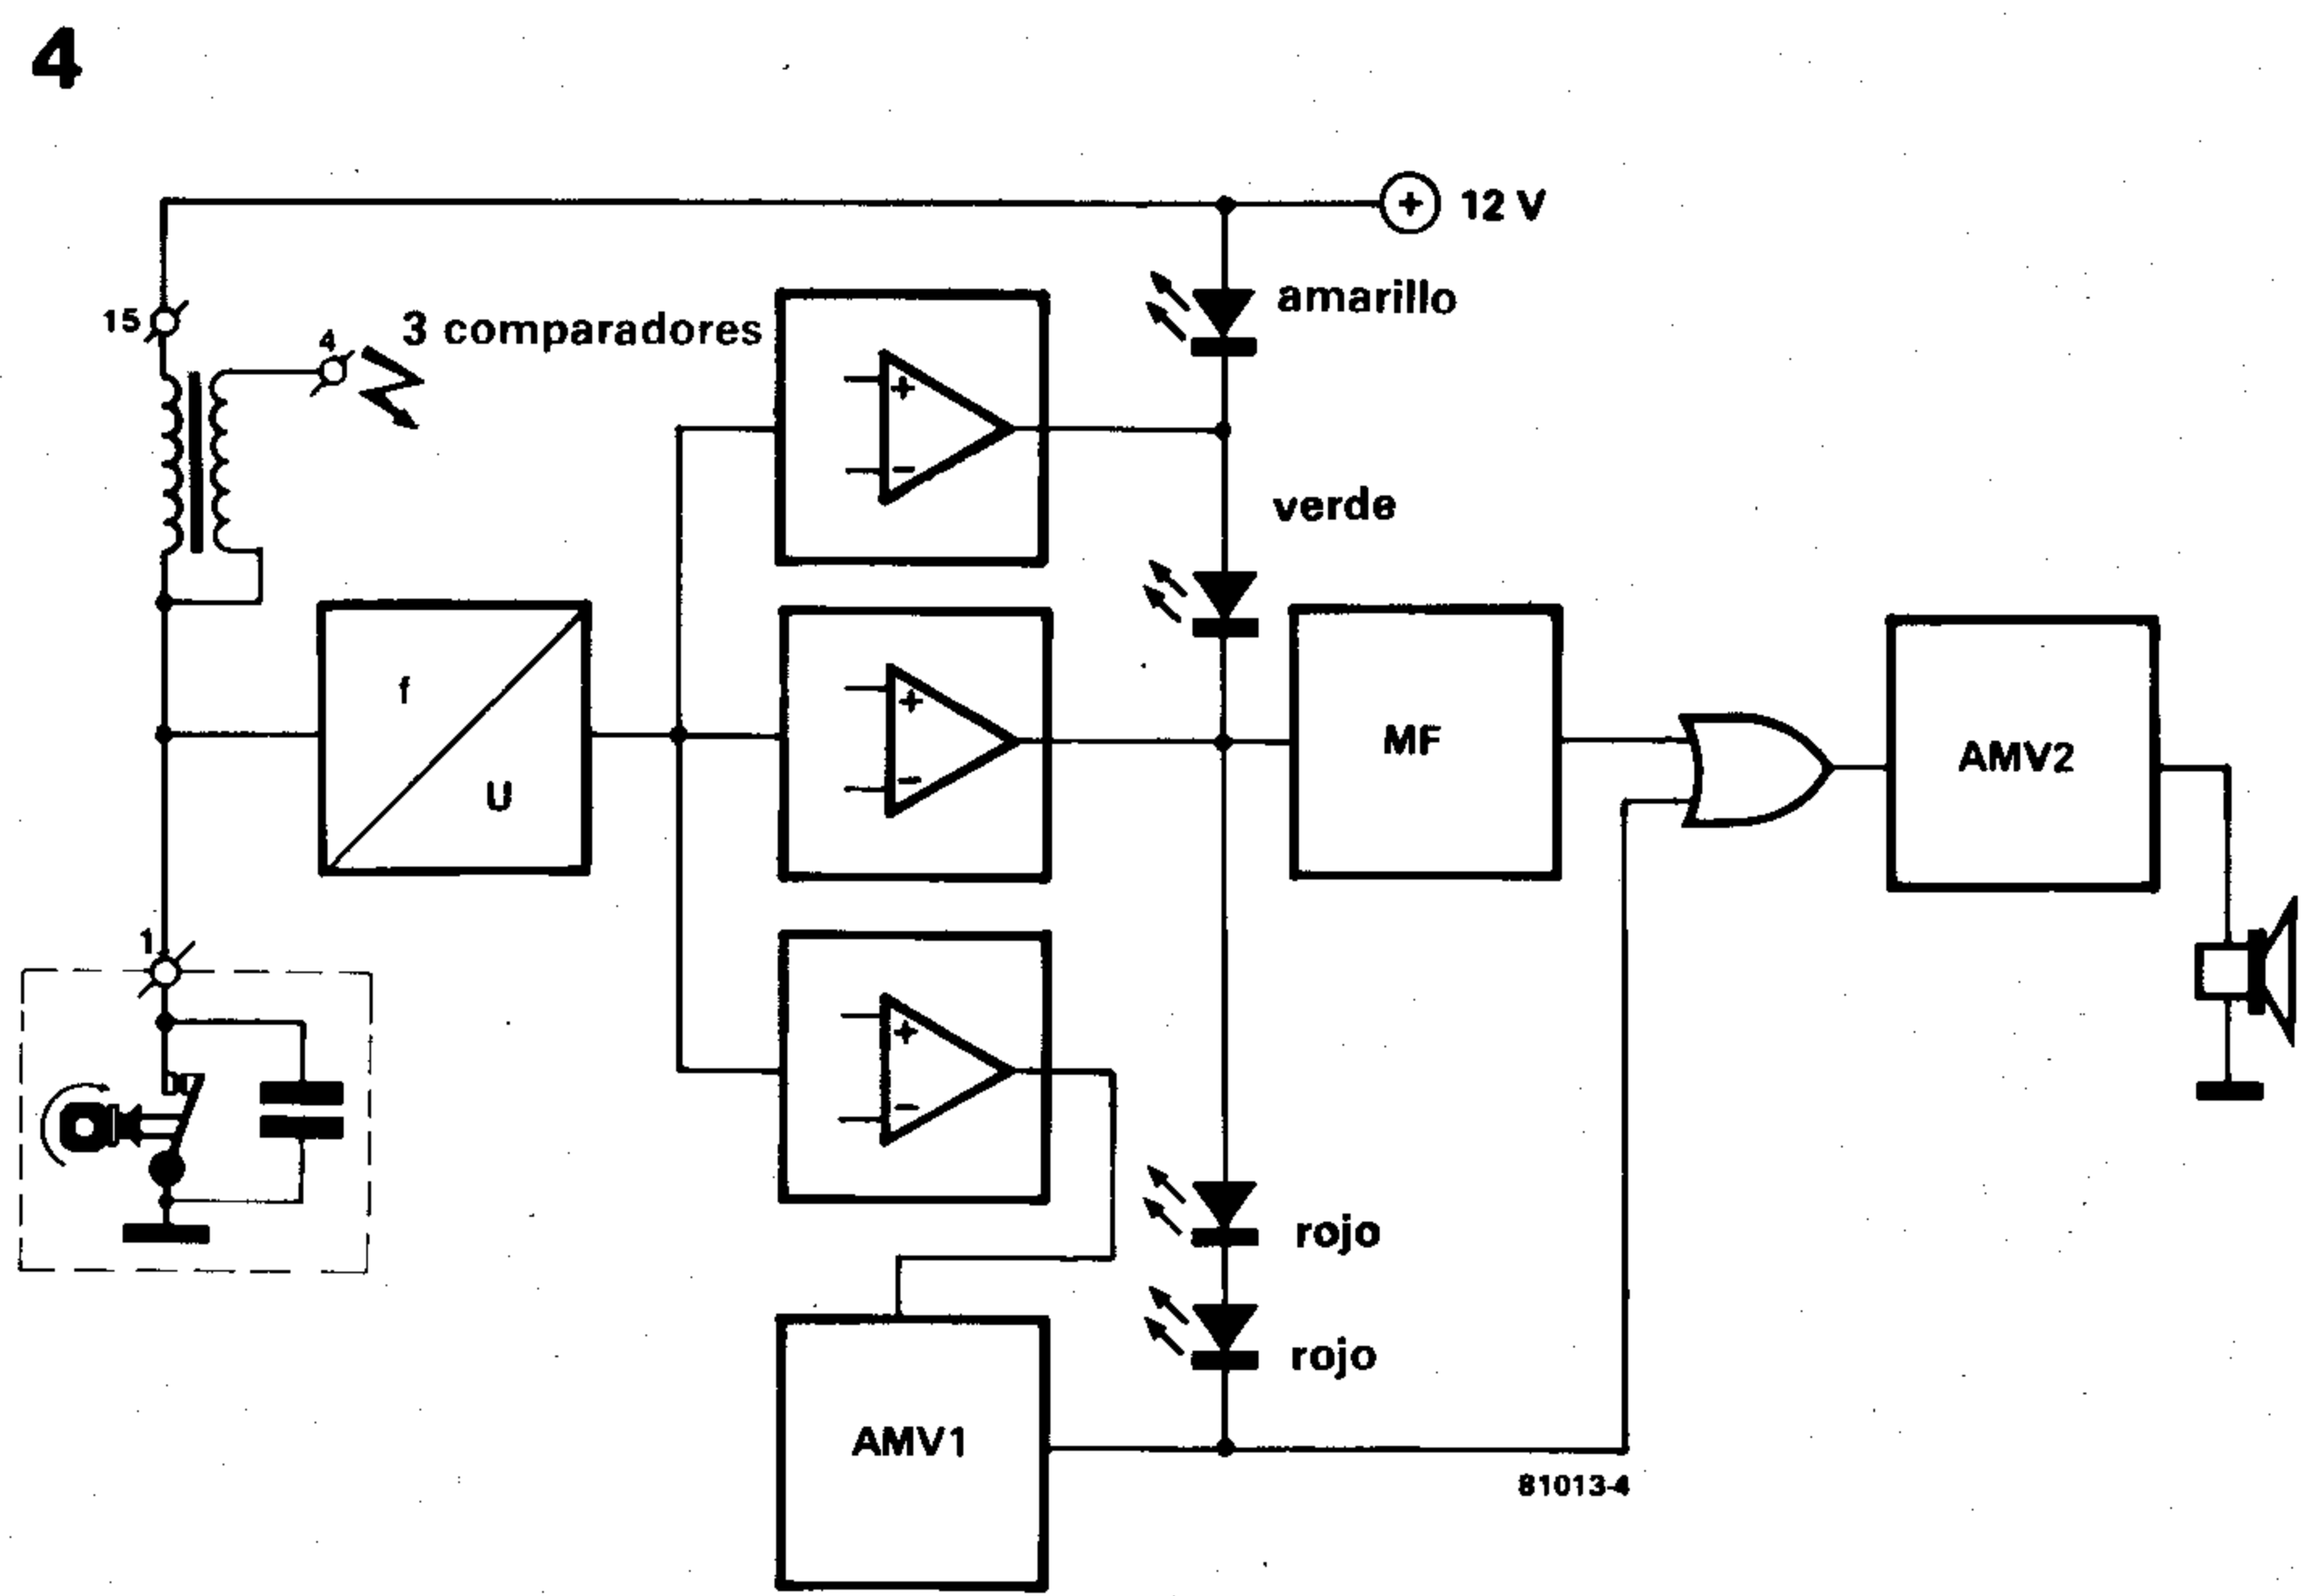 4
+ 12 V
amarillo
15
4
3 comparadores
+
-
verde
f
U
+
-
MF
AMV2
1
+
-
rojo
rojo
AMV1
81013-4